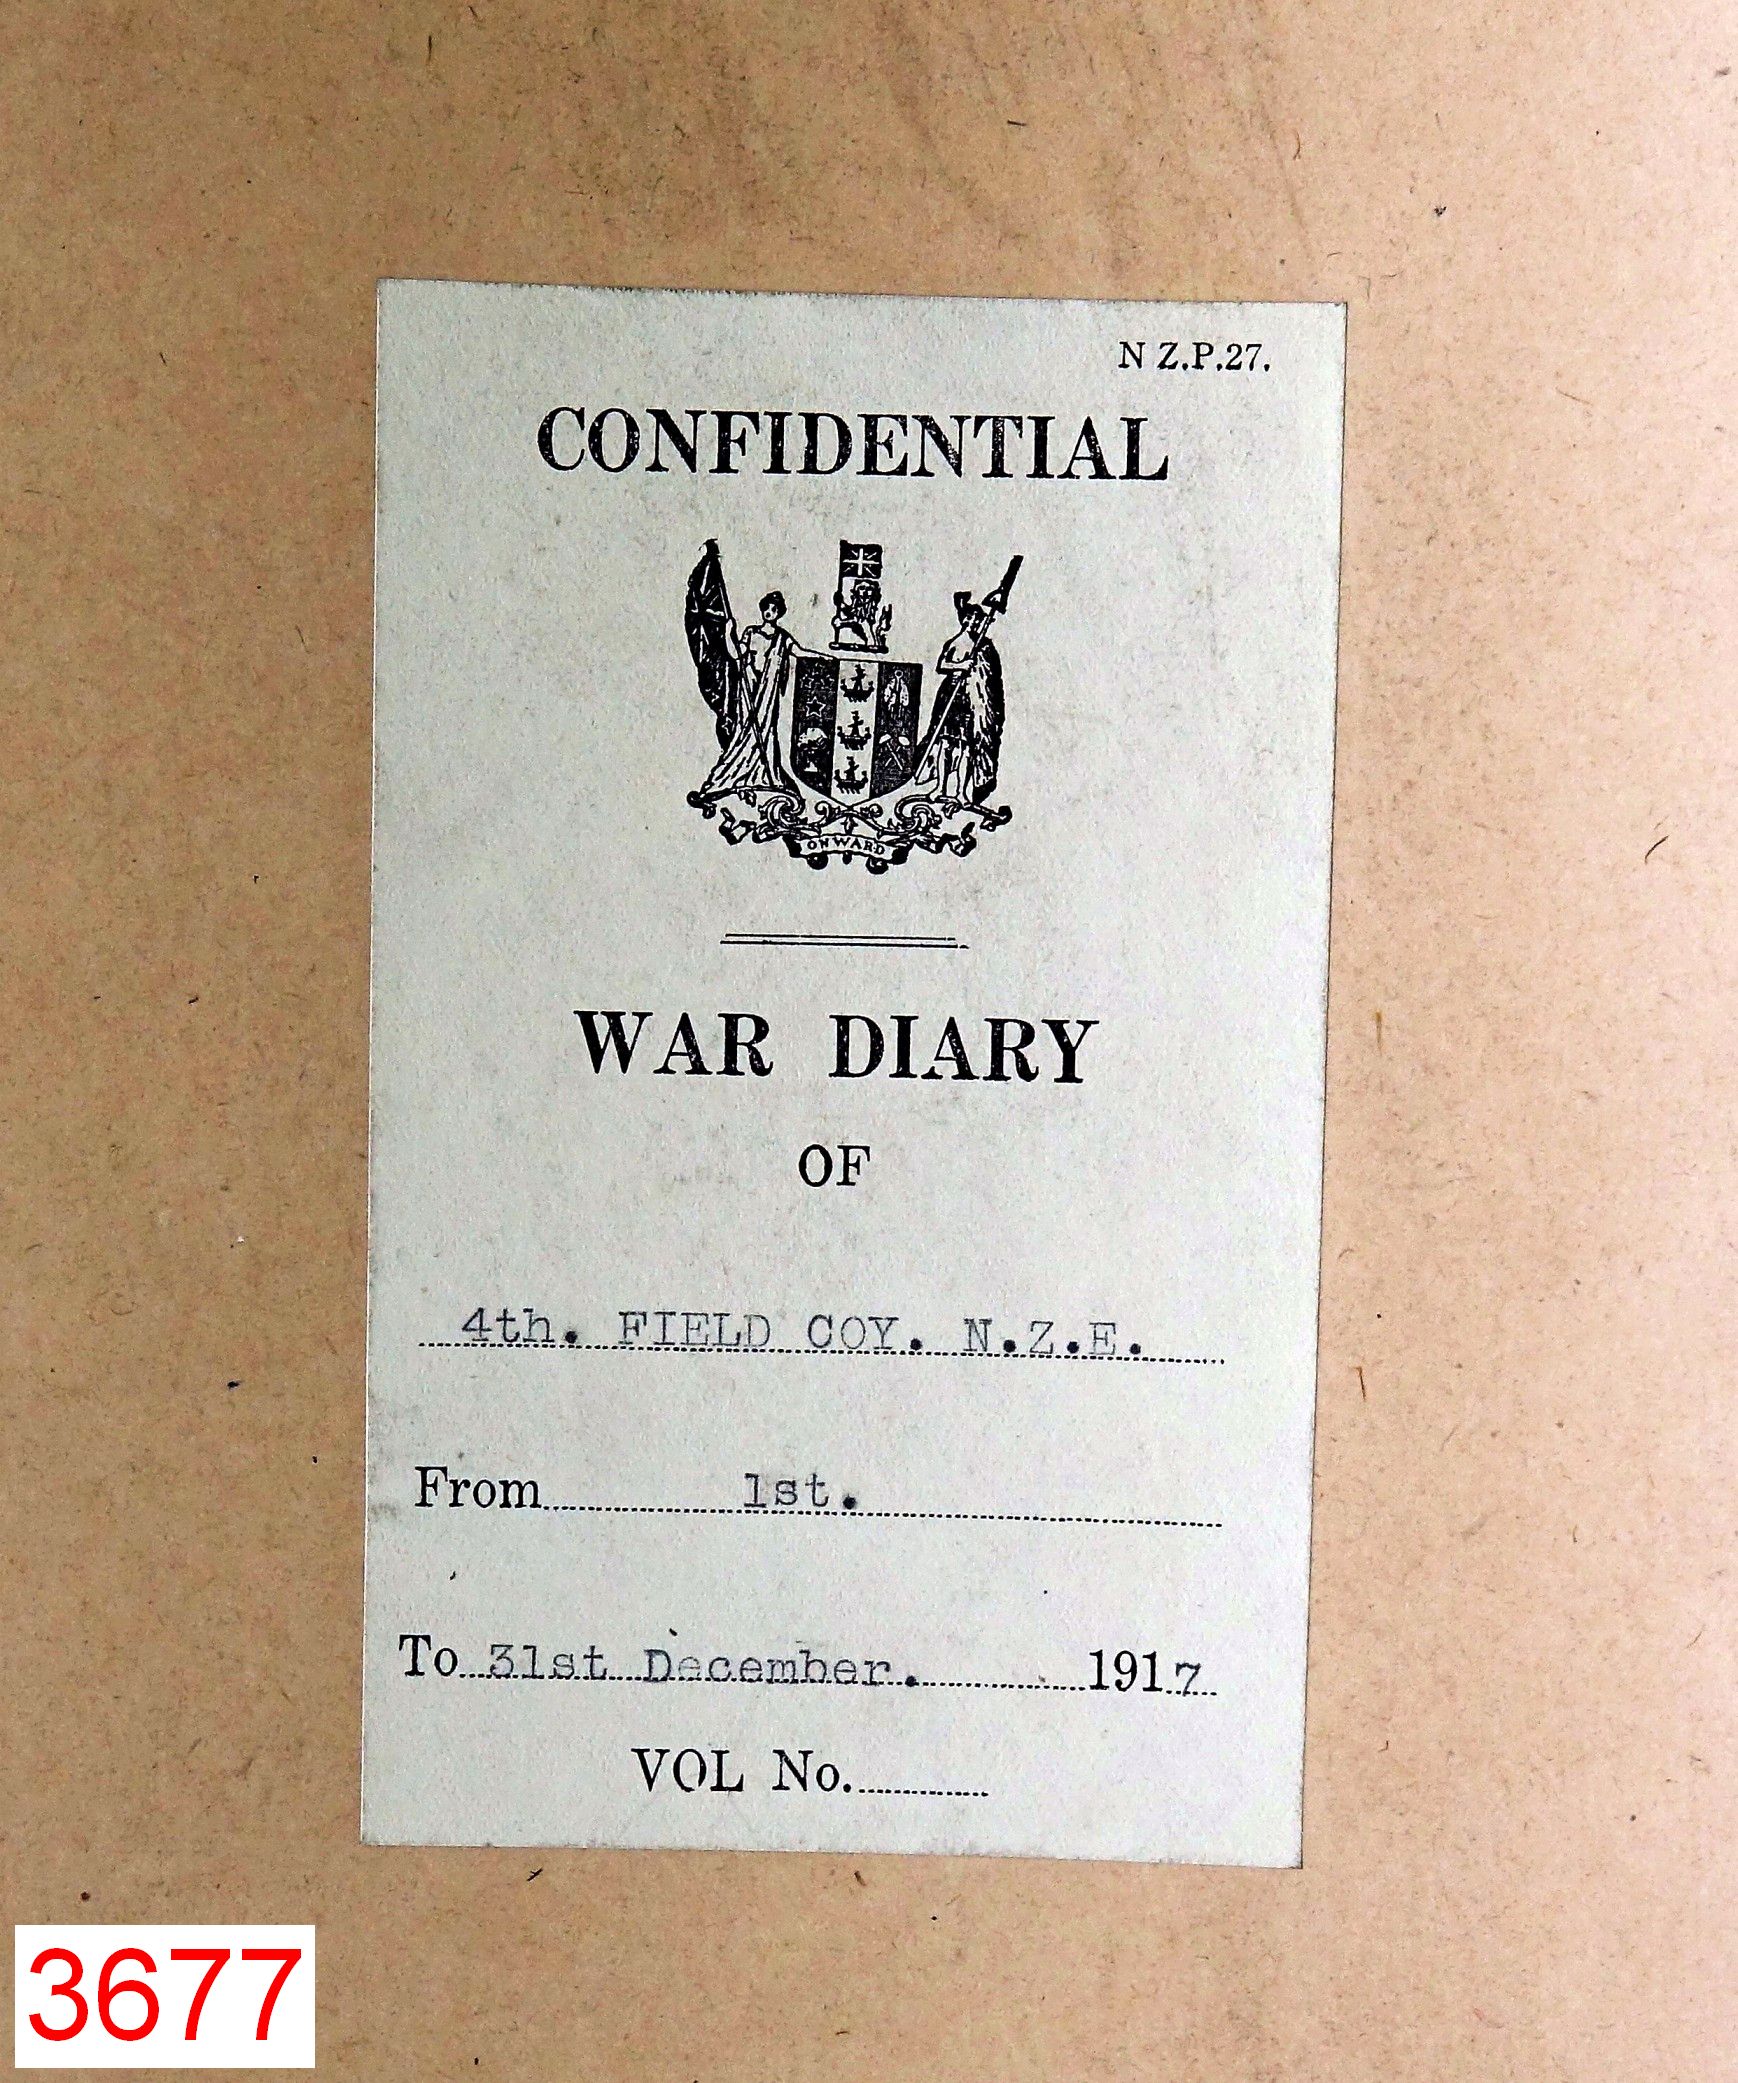 N Z.P.27.
CONFIDENTIAL
ONWARD
WAR DIARY
OF
4th. FIELD COY. N.Z.E.
From 1st.
To 31st December. 1917
VOL No.
3677